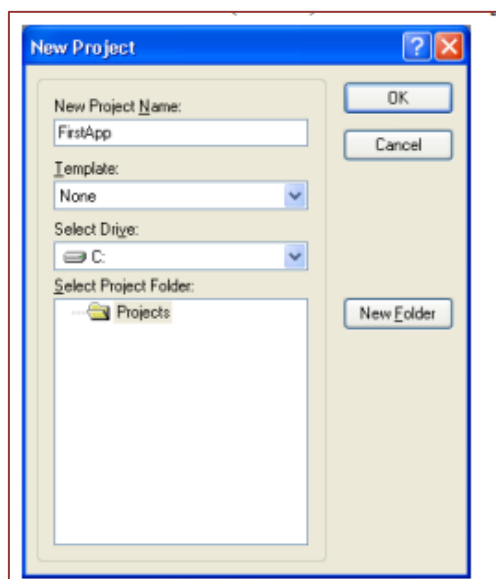 New Project
New Project Name:
OK
FirstApp
Cancel
Template:
None
Select Drive:
C:
Select Project Folder:
Projects
New Folder